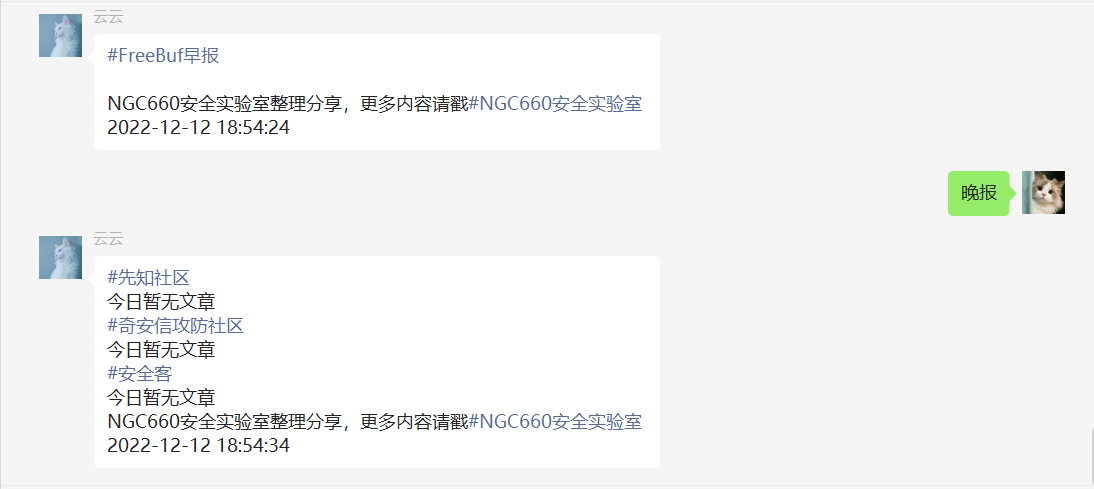 云云
#FreeBuf早报
NGC660安全实验室整理分享，更多内容请戳#NGC660安全实验室
2022-12-12 18:54:24
晚报
云云
#先知社区
今日暂无文章
#奇安信攻防社区
今日暂无文章
#安全客
今日暂无文章
NGC660安全实验室整理分享，更多内容请戳#NGC660安全实验室
2022-12-12 18:54:34